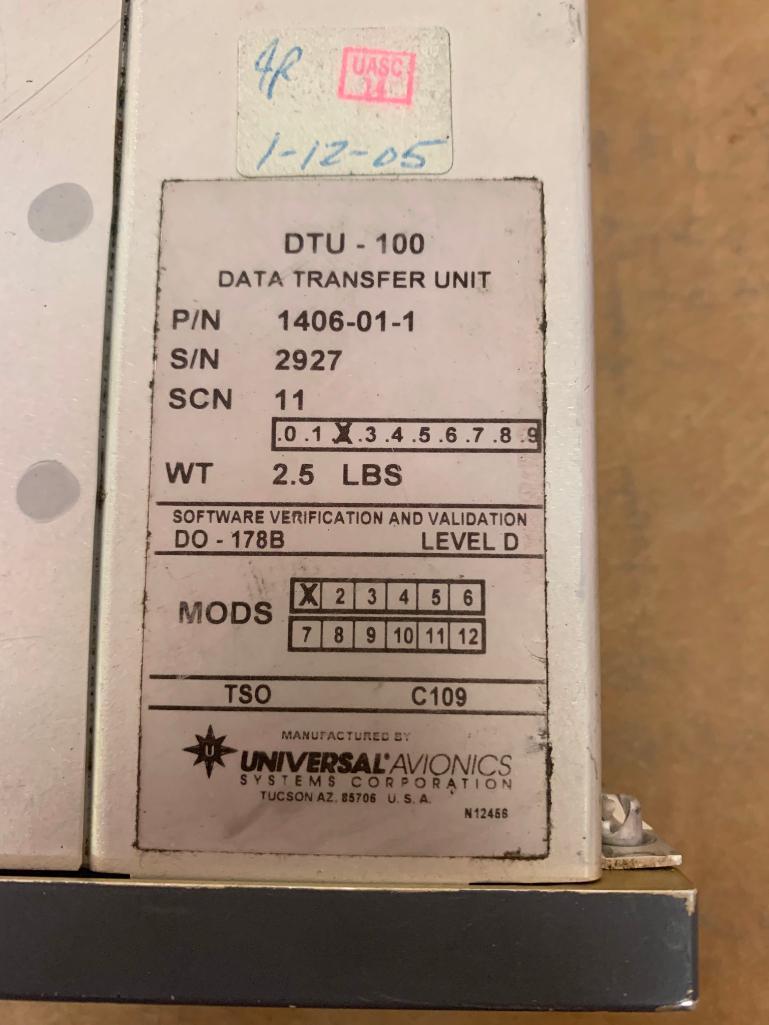 UASC
14
1-12-05
DTU - 100
DATA TRANSFER UNIT
P/N 1406-01-1
S/N 2927
SCN 11
.0 .1 X .3 .4 .5 .6 .7 .8 .9
WT 2.5 LBS
SOFTWARE VERIFICATION AND VALIDATION
DO - 178B LEVEL D
MODS X 2 3 4 5 6
7 8 9 10 11 12
TSO C109
MANUFACTURED BY
U UNIVERSAL® AVIONICS
SYSTEMS CORPORATION
TUCSON AZ. 85706 U. S. A.